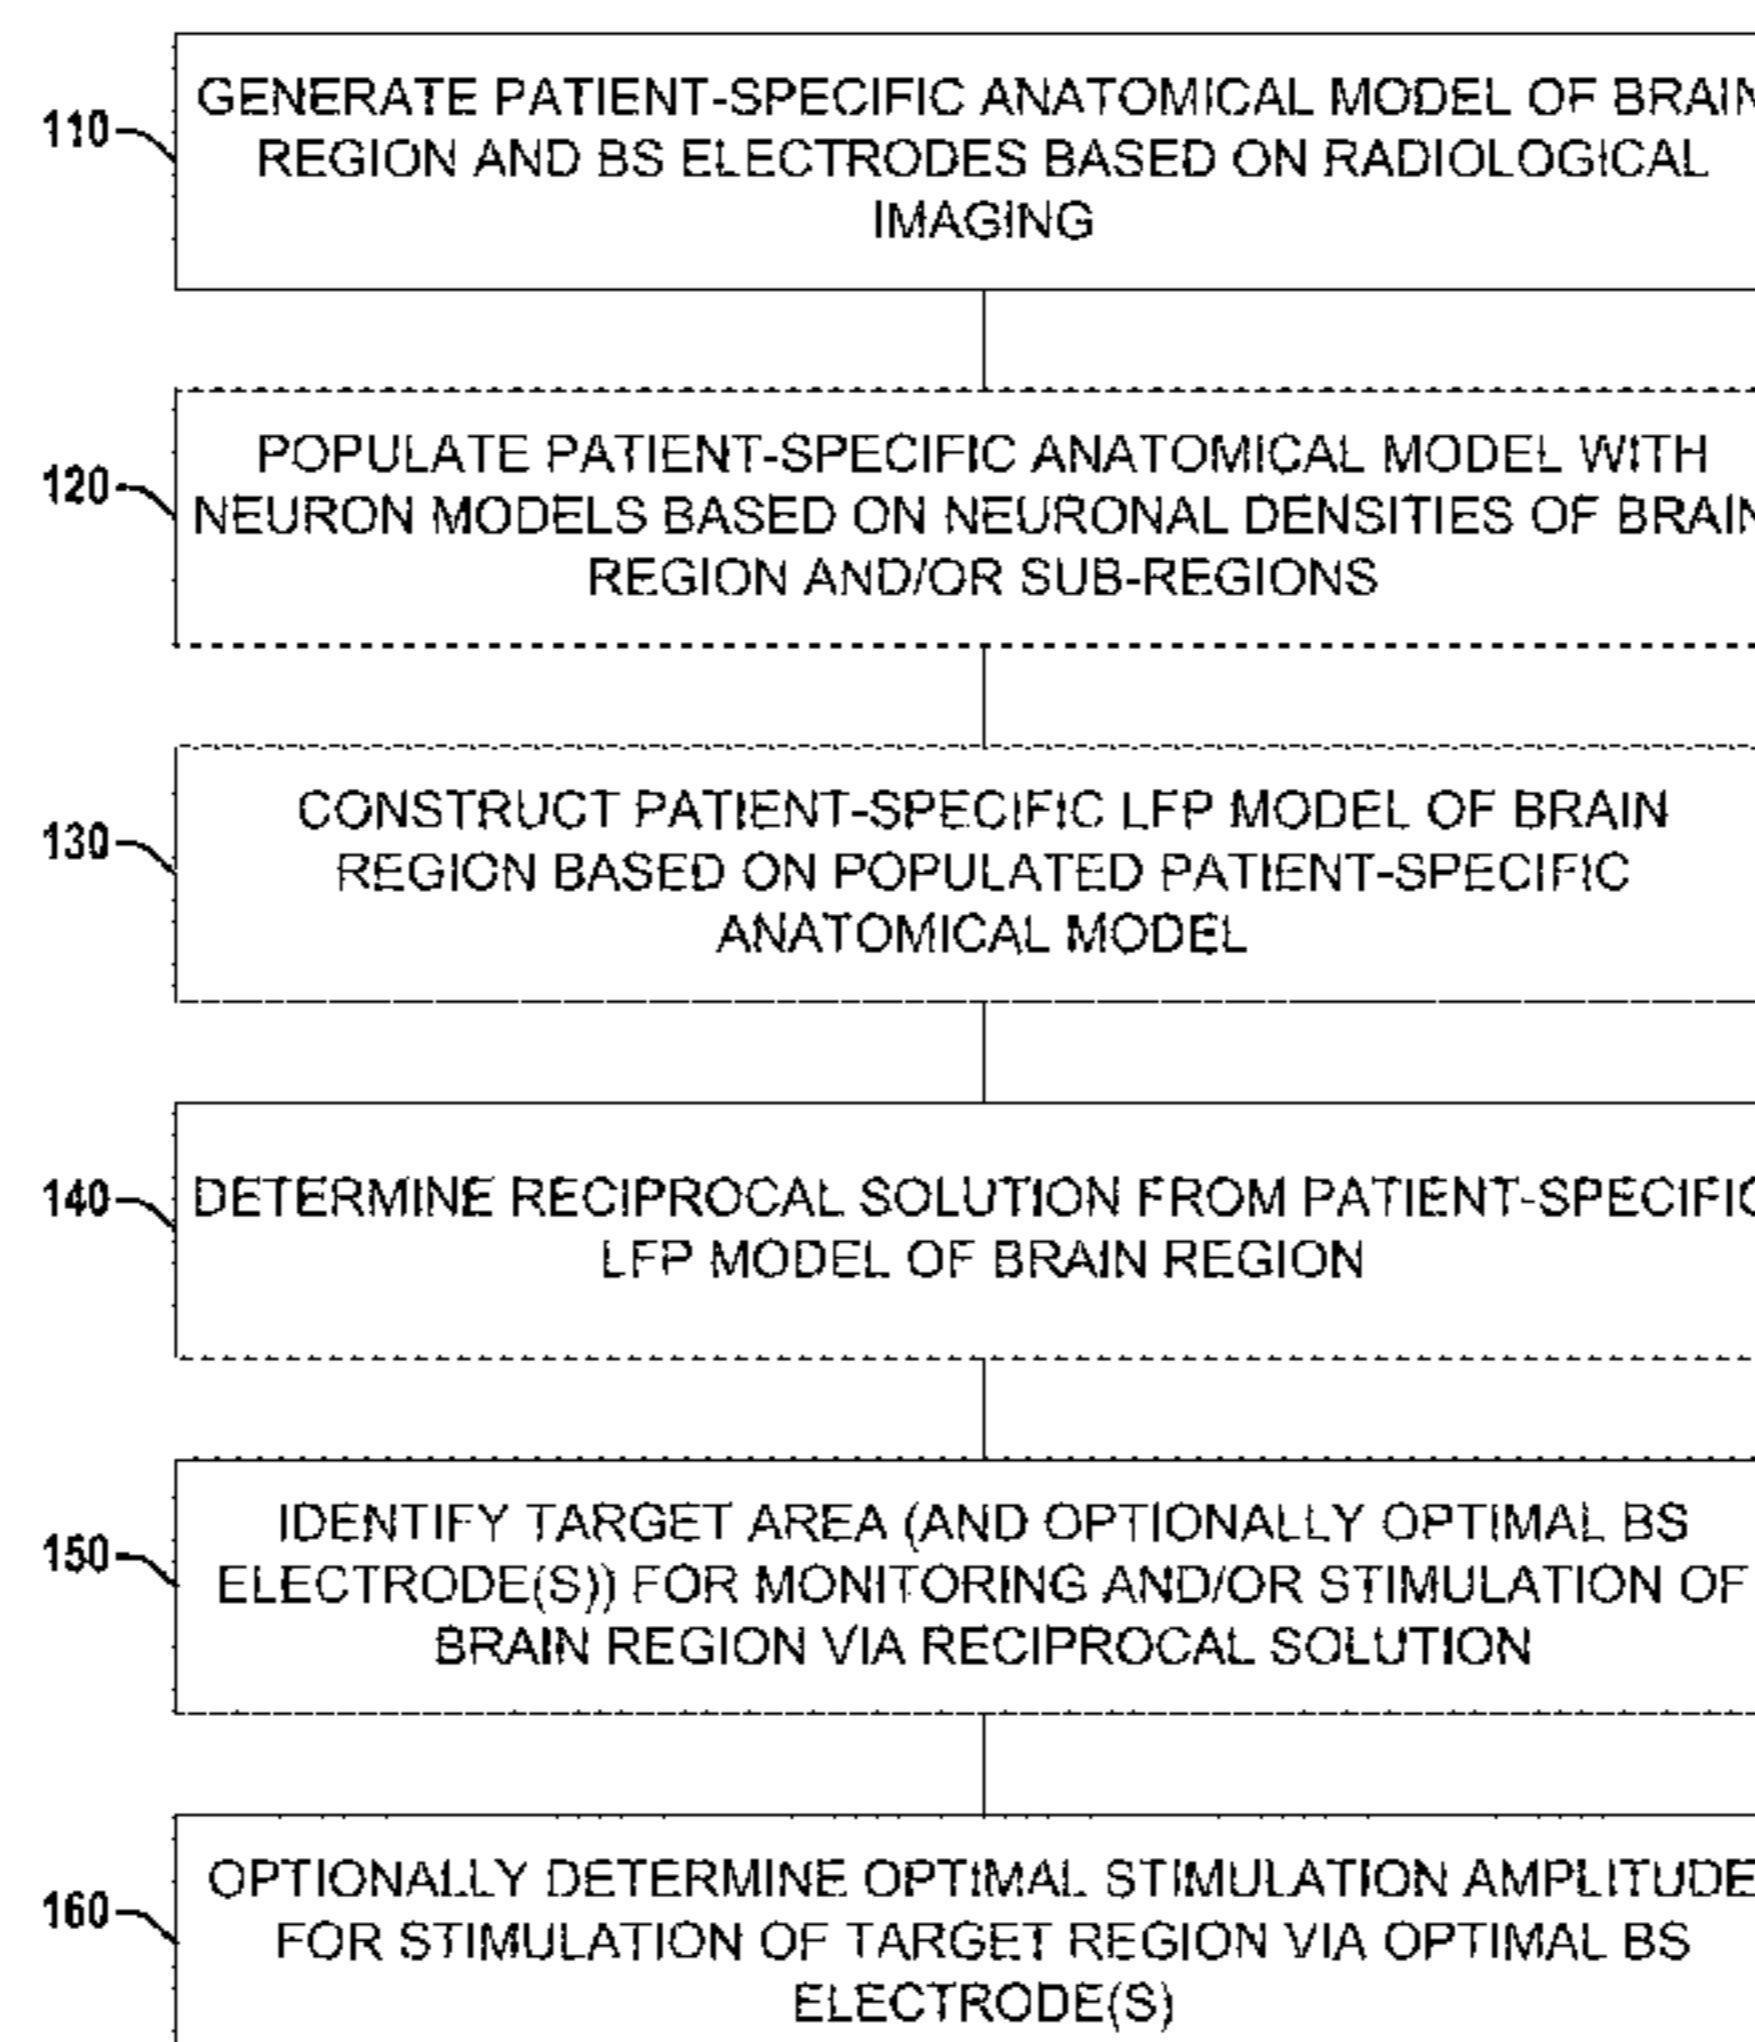 110
GENERATE PATIENT-SPECIFIC ANATOMICAL MODEL OF BRAIN
REGION AND BS ELECTRODES BASED ON RADIOLOGICAL
IMAGING
120
POPULATE PATIENT-SPECIFIC ANATOMICAL MODEL WITH
NEURON MODELS BASED ON NEURONAL DENSITIES OF BRAIN
REGION AND/OR SUB-REGIONS
130
CONSTRUCT PATIENT-SPECIFIC LFP MODEL OF BRAIN
REGION BASED ON POPULATED PATIENT-SPECIFIC
ANATOMICAL MODEL
140
DETERMINE RECIPROCAL SOLUTION FROM PATIENT-SPECIFIC
LFP MODEL OF BRAIN REGION
150
IDENTIFY TARGET AREA (AND OPTIONALLY OPTIMAL BS
ELECTRODE(S)) FOR MONITORING AND/OR STIMULATION OF
BRAIN REGION VIA RECIPROCAL SOLUTION
160
OPTIONALLY DETERMINE OPTIMAL STIMULATION AMPLITUDE
FOR STIMULATION OF TARGET REGION VIA OPTIMAL BS
ELECTRODE(S)